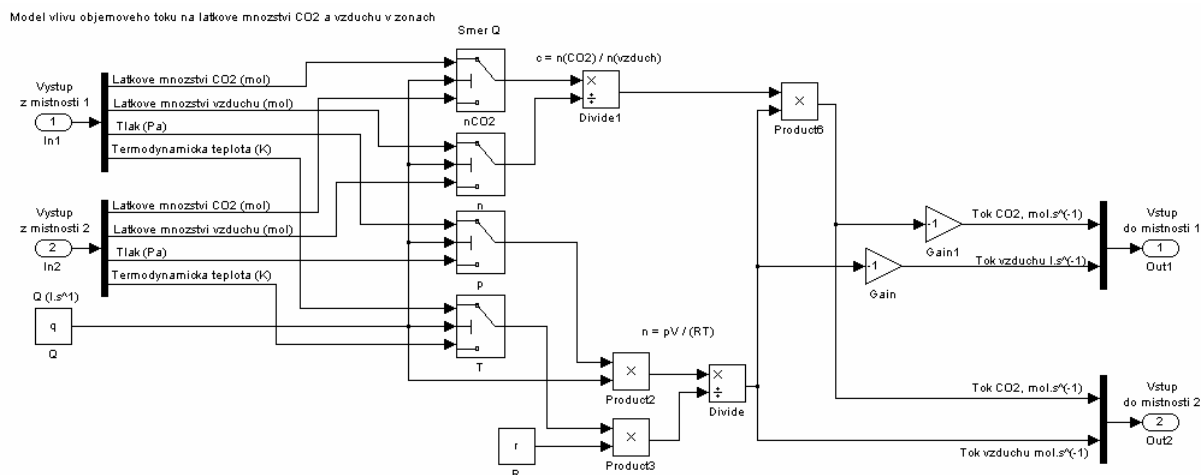 Model vlivu objemoveho toku na latkove mnozstvi CO2 a vzduchu v zonach
Smer Q
c = n(CO2) / n(vzduch)
Vystup
z mistnosti 1
1
In1
Latkove mnozstvi CO2 (mol)
Latkove mnozstvi vzduchu (mol)
Tlak (Pa)
Termodynamicka teplota (K)
nCO2
×
÷
Divide1
×
Product6
Vystup
z mistnosti 2
2
In2
Latkove mnozstvi CO2 (mol)
Latkove mnozstvi vzduchu (mol)
Tlak (Pa)
Termodynamicka teplota (K)
n
p
T
Q (l.s^1)
q
Q
-1
Gain1
-1
Gain
Tok CO2, mol.s^(-1)
Tok vzduchu l.s^(-1)
Vstup
do mistnosti 1
1
Out1
n = pV / (RT)
×
Product2
×
÷
Divide
r
×
Product3
Tok CO2, mol.s^(-1)
Tok vzduchu mol.s^(-1)
Vstup
do mistnosti 2
2
Out2